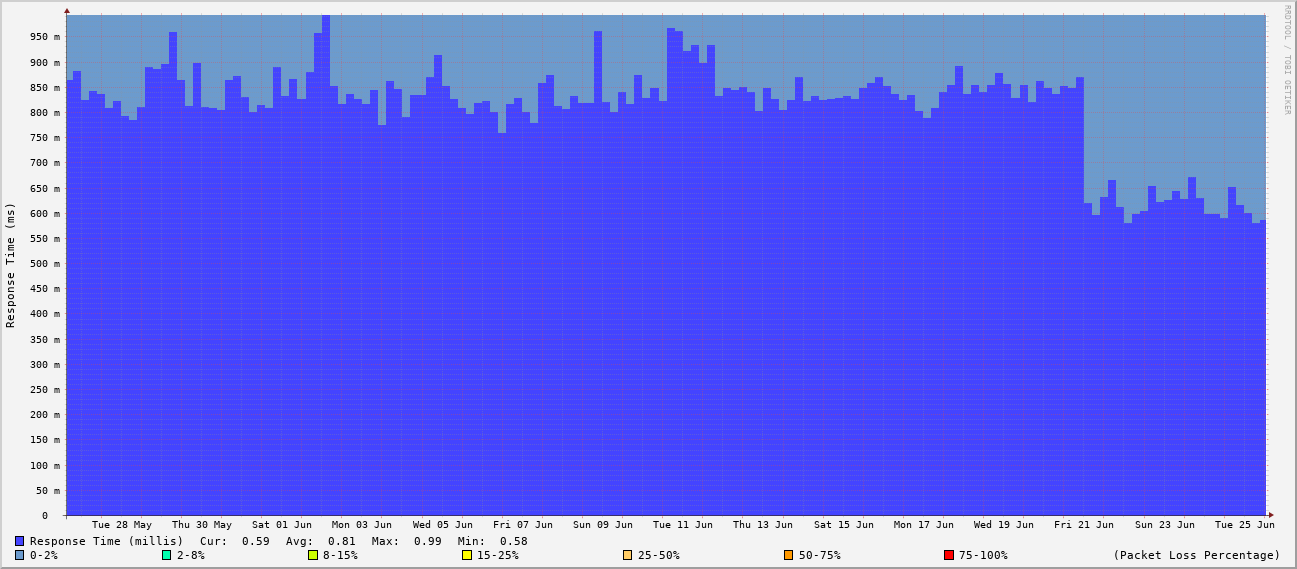 RRDTOOL / TOBI OETIKER
Response Time (ms)
950 m
900 m
850 m
800 m
750 m
700 m
650 m
600 m
550 m
500 m
450 m
400 m
350 m
300 m
250 m
200 m
150 m
100 m
50 m
0
Tue 28 May Thu 30 May Sat 01 Jun Mon 03 Jun Wed 05 Jun Fri 07 Jun Sun 09 Jun Tue 11 Jun Thu 13 Jun Sat 15 Jun Mon 17 Jun Wed 19 Jun Fri 21 Jun Sun 23 Jun Tue 25 Jun
Response Time (millis) Cur: 0.59 Avg: 0.81 Max: 0.99 Min: 0.58
0-2% 2-8% 8-15% 15-25% 25-50% 50-75% 75-100% (Packet Loss Percentage)